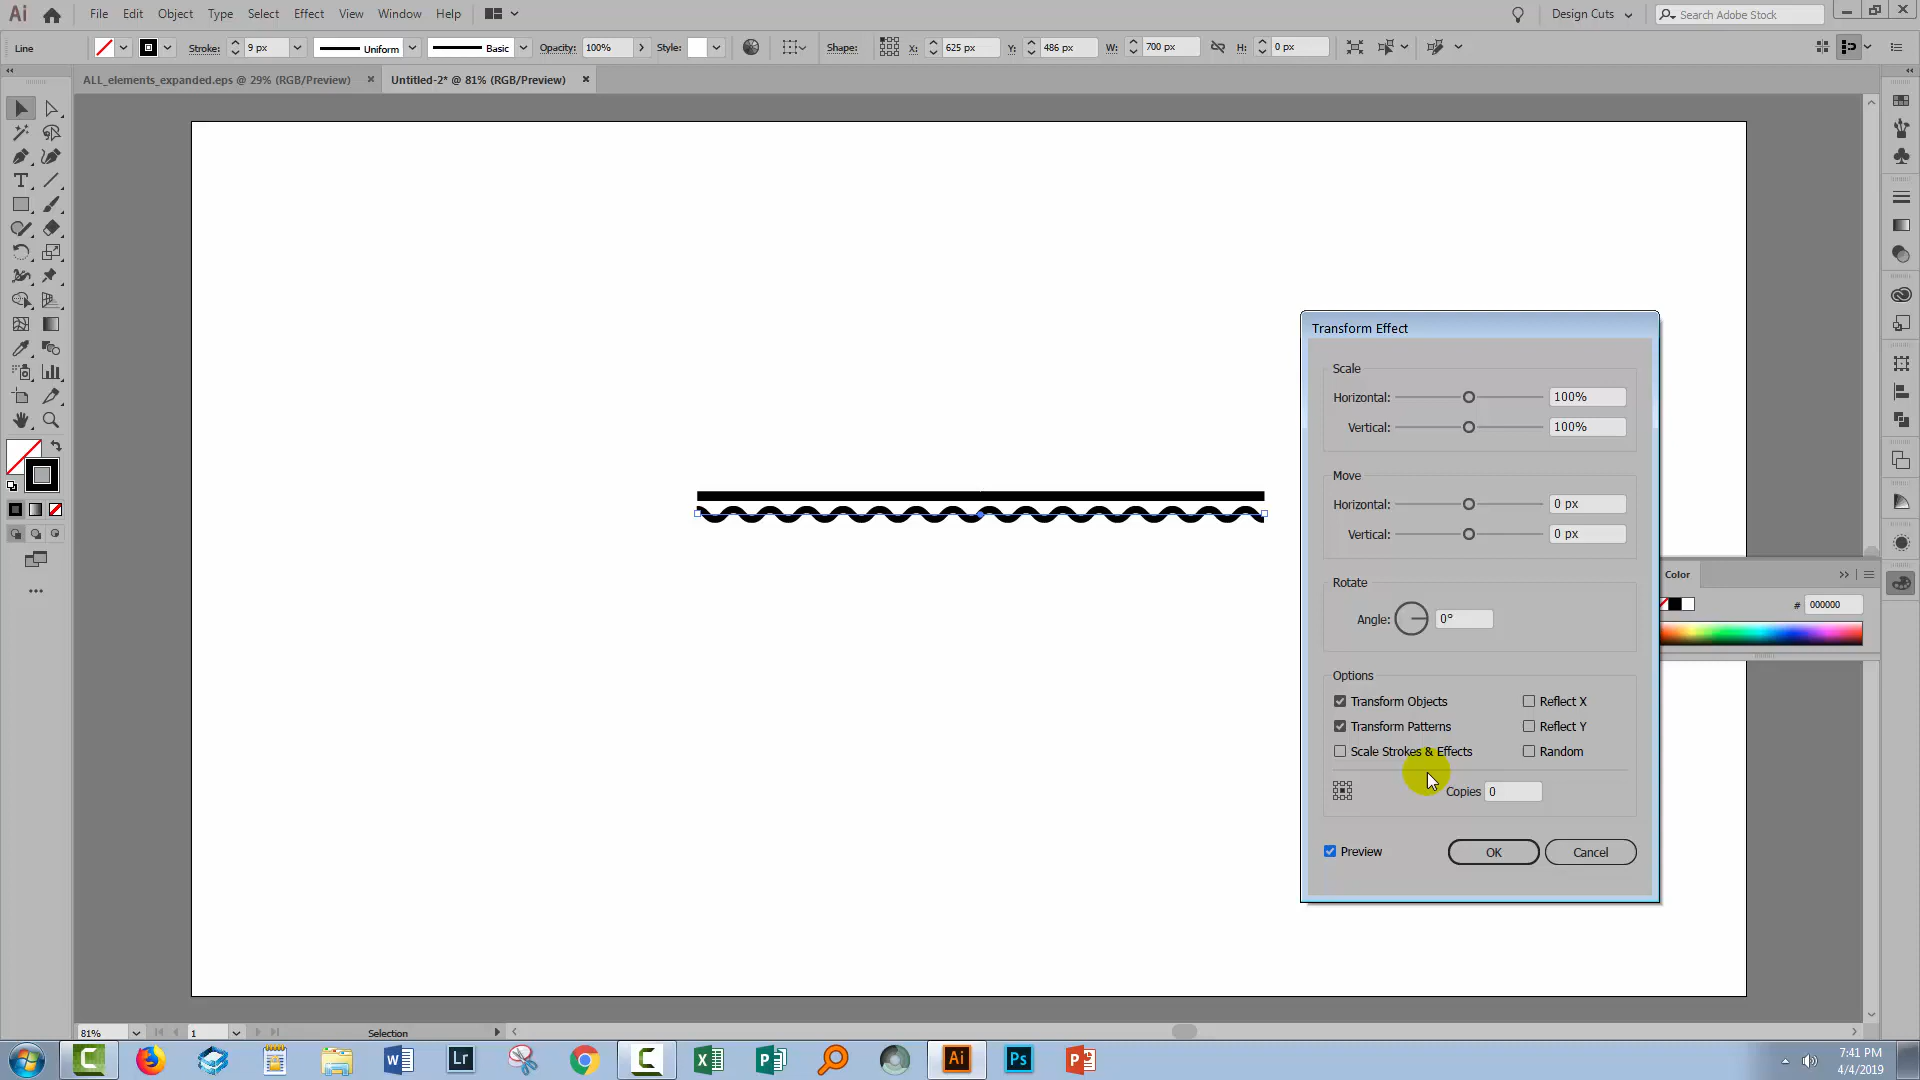 Ai File Edit Object Type Select Effect View Window Help Design Cuts Search Adobe Stock
Line Stroke: 9 px Uniform Basic Opacity: 100% Style: Shape: X: 625 px Y: 486 px W: 700 px H: 0 px
ALL_elements_expanded.eps @ 29% (RGB/Preview) Untitled-2* @ 81% (RGB/Preview)
Transform Effect
Scale
Horizontal: 100%
Vertical: 100%
Move
Horizontal: 0 px
Vertical: 0 px
Rotate
Angle: 0°
Options
Transform Objects Reflect X
Transform Patterns Reflect Y
Scale Strokes & Effects Random
Copies 0
Preview OK Cancel
Color
# 000000
81% 1 Selection
W Lr X P Ai Ps P
7:41 PM
4/4/2019